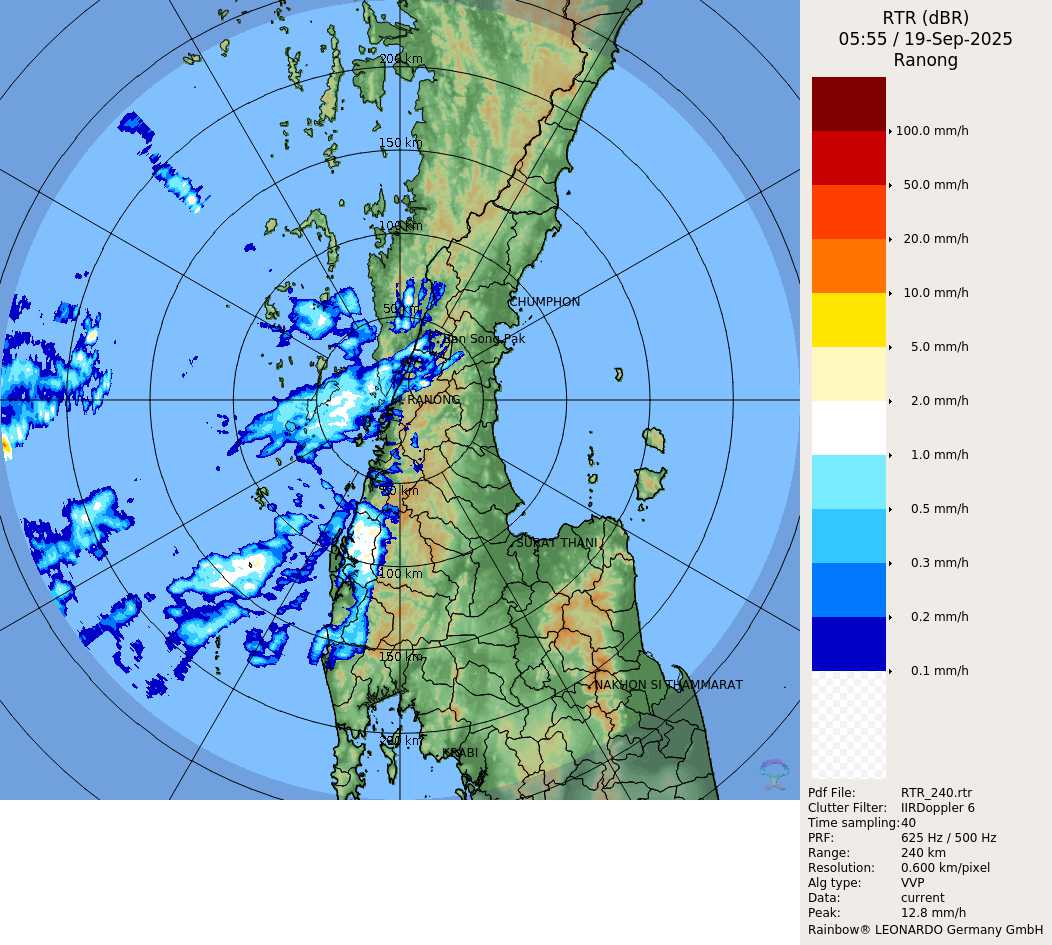 RTR (dBR)
05:55 / 19-Sep-2025
Ranong
200 km
150 km
100 km
50 km
CHUMPHON
Ban Song Pak
RANONG
50 km
SURAT THANI
100 km
150 km
NAKHON SI THAMMARAT
200 km
KRABI
100.0 mm/h
50.0 mm/h
20.0 mm/h
10.0 mm/h
5.0 mm/h
2.0 mm/h
1.0 mm/h
0.5 mm/h
0.3 mm/h
0.2 mm/h
0.1 mm/h
Pdf File: RTR_240.rtr
Clutter Filter: IIRDoppler 6
Time sampling:40
PRF: 625 Hz / 500 Hz
Range: 240 km
Resolution: 0.600 km/pixel
Alg type: VVP
Data: current
Peak: 12.8 mm/h
Rainbow® LEONARDO Germany GmbH